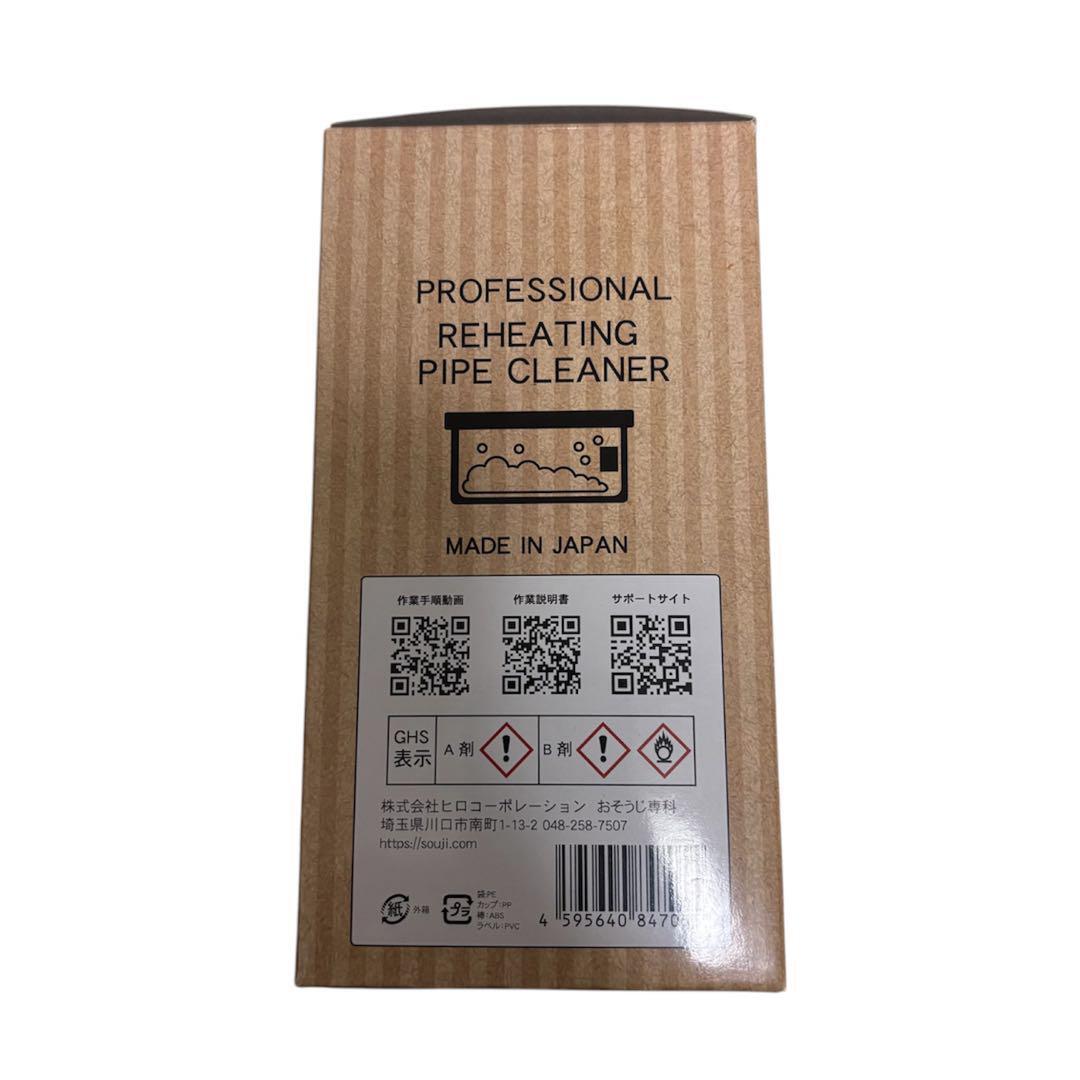 PROFESSIONAL
REHEATING
PIPE CLEANER
MADE IN JAPAN
作業手順動画
作業説明書
サポートサイト
GHS
表示
A剤
B剤
株式会社ヒロコーポレーション おそうじ専科
埼玉県川口市南町1-13-2 048-258-7507
https://souji.com
紙 外箱
プラ
袋:PE
カップ:PP
棒:ABS
ラベル:PVC
4 595640 8470